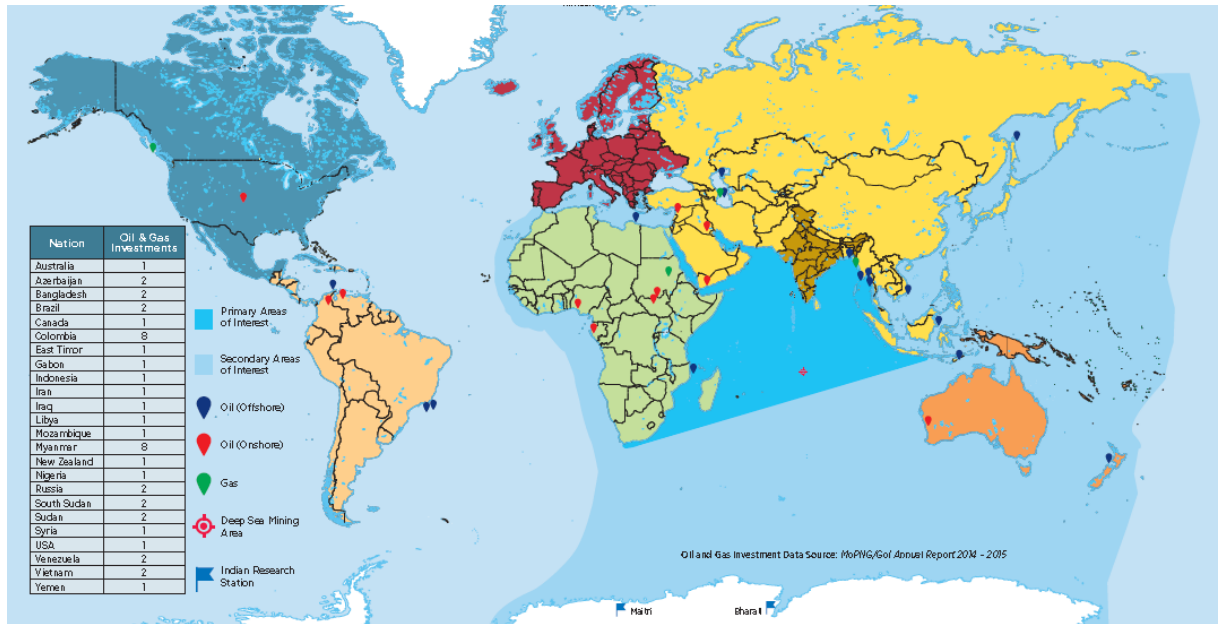 Nation
Oil & Gas
Investments
Australia 1
Azerbaijan 2
Bangladesh 2
Brazil 2
Canada 1
Colombia 8
East Timor 1
Gabon 1
Indonesia 1
Iran 1
Iraq 1
Libya 1
Mozambique 1
Myanmar 8
New Zealand 1
Nigeria 1
Russia 2
South Sudan 2
Sudan 2
Syria 1
USA 1
Venezuela 2
Vietnam 2
Yemen 1
Primary Areas
of Interest
Secondary Areas
of Interest
Oil (Offshore)
Oil (Onshore)
Gas
Deep Sea Mining
Area
Indian Research
Station
Oil and Gas Investment Data Source: MoPNG/GoI Annual Report 2014 - 2015
Maitri
Bharati